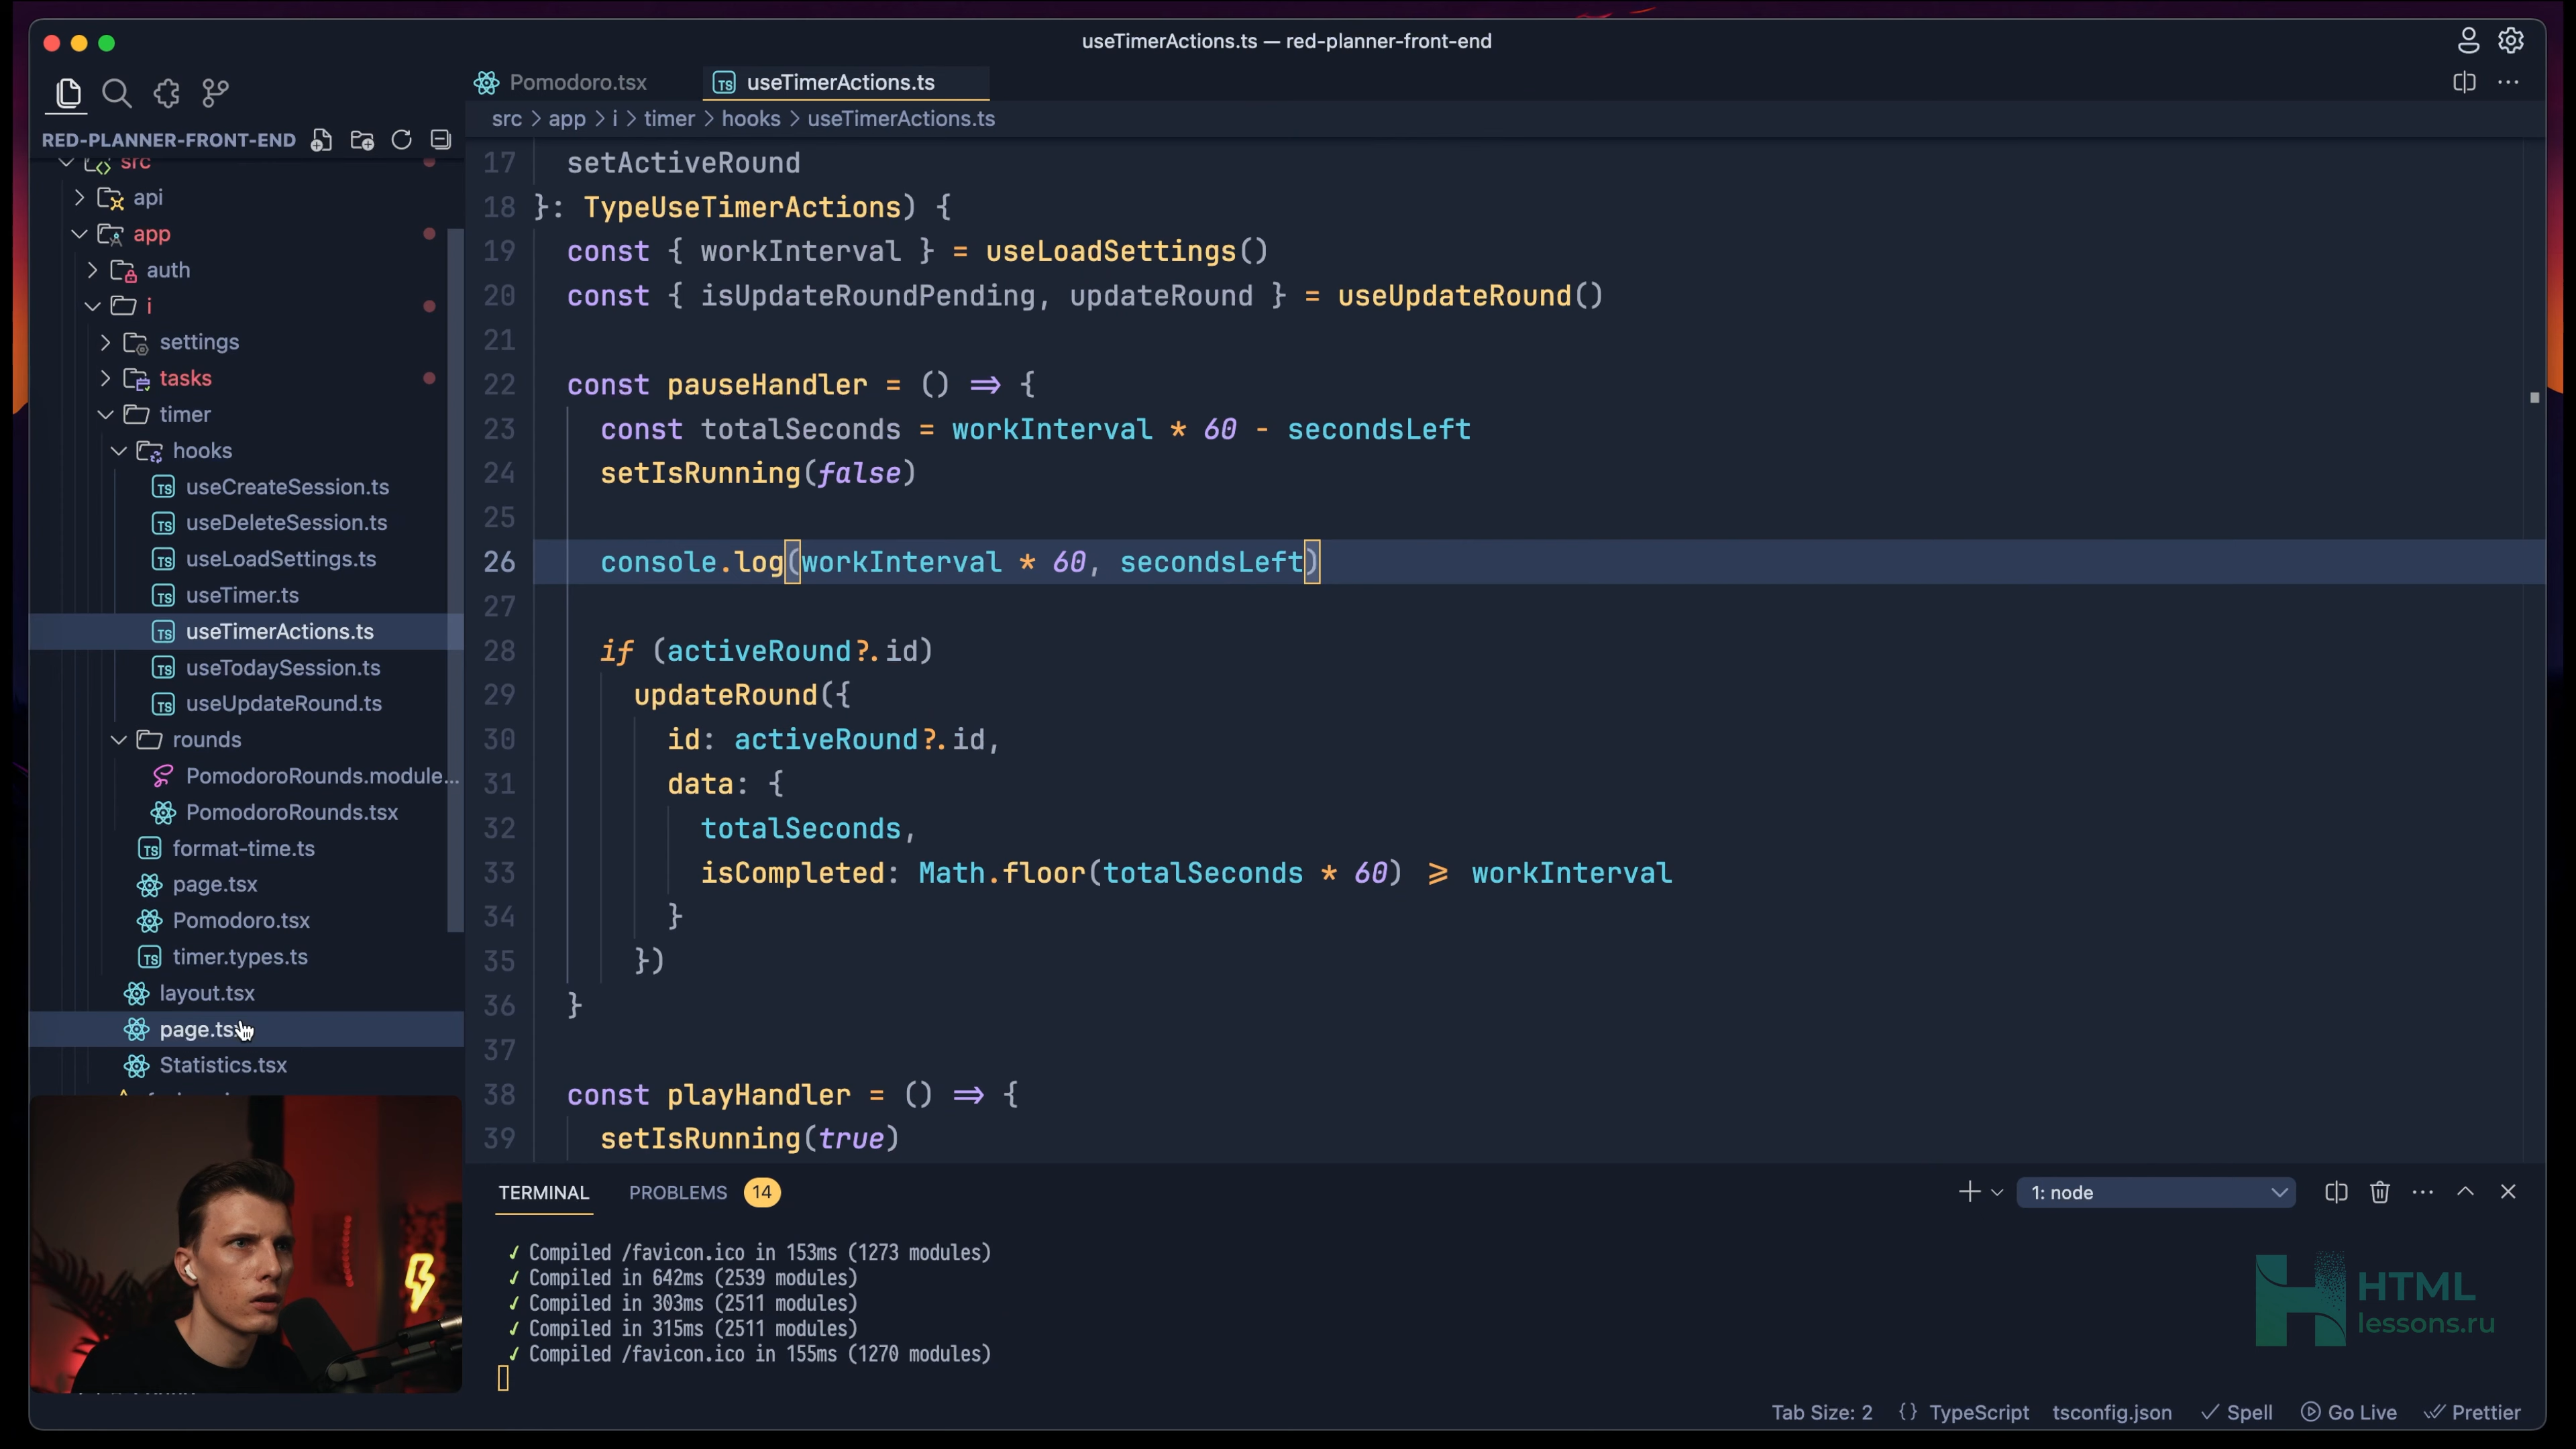 useTimerActions.ts — red-planner-front-end
Pomodoro.tsx
useTimerActions.ts
RED-PLANNER-FRONT-END
src > app > i > timer > hooks > useTimerActions.ts
src
api
app
auth
i
settings
tasks
timer
hooks
useCreateSession.ts
useDeleteSession.ts
useLoadSettings.ts
useTimer.ts
useTimerActions.ts
useTodaySession.ts
useUpdateRound.ts
rounds
PomodoroRounds.module...
PomodoroRounds.tsx
format-time.ts
page.tsx
Pomodoro.tsx
timer.types.ts
layout.tsx
page.tsx
Statistics.tsx
17 setActiveRound
18 }: TypeUseTimerActions) {
19 const { workInterval } = useLoadSettings()
20 const { isUpdateRoundPending, updateRound } = useUpdateRound()
21
22 const pauseHandler = () => {
23 const totalSeconds = workInterval * 60 - secondsLeft
24 setIsRunning(false)
25
26 console.log(workInterval * 60, secondsLeft)
27
28 if (activeRound?.id)
29 updateRound({
30 id: activeRound?.id,
31 data: {
32 totalSeconds,
33 isCompleted: Math.floor(totalSeconds * 60) >= workInterval
34 }
35 })
36 }
37
38 const playHandler = () => {
39 setIsRunning(true)
TERMINAL PROBLEMS 14
1: node
✓ Compiled /favicon.ico in 153ms (1273 modules)
✓ Compiled in 642ms (2539 modules)
✓ Compiled in 303ms (2511 modules)
✓ Compiled in 315ms (2511 modules)
✓ Compiled /favicon.ico in 155ms (1270 modules)
HTML
lessons.ru
Tab Size: 2 {} TypeScript tsconfig.json ✓ Spell Go Live Prettier